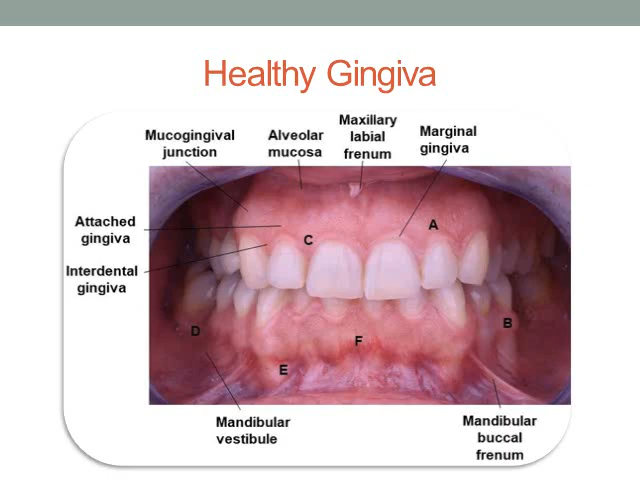 Healthy Gingiva
Maxillary
labial
frenum
Mucogingival
junction
Alveolar
mucosa
Marginal
gingiva
Attached
gingiva
A
C
Interdental
gingiva
D
B
F
E
Mandibular
vestibule
Mandibular
buccal
frenum